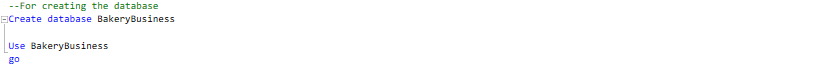 --For creating the database
Create database BakeryBusiness
Use BakeryBusiness
go